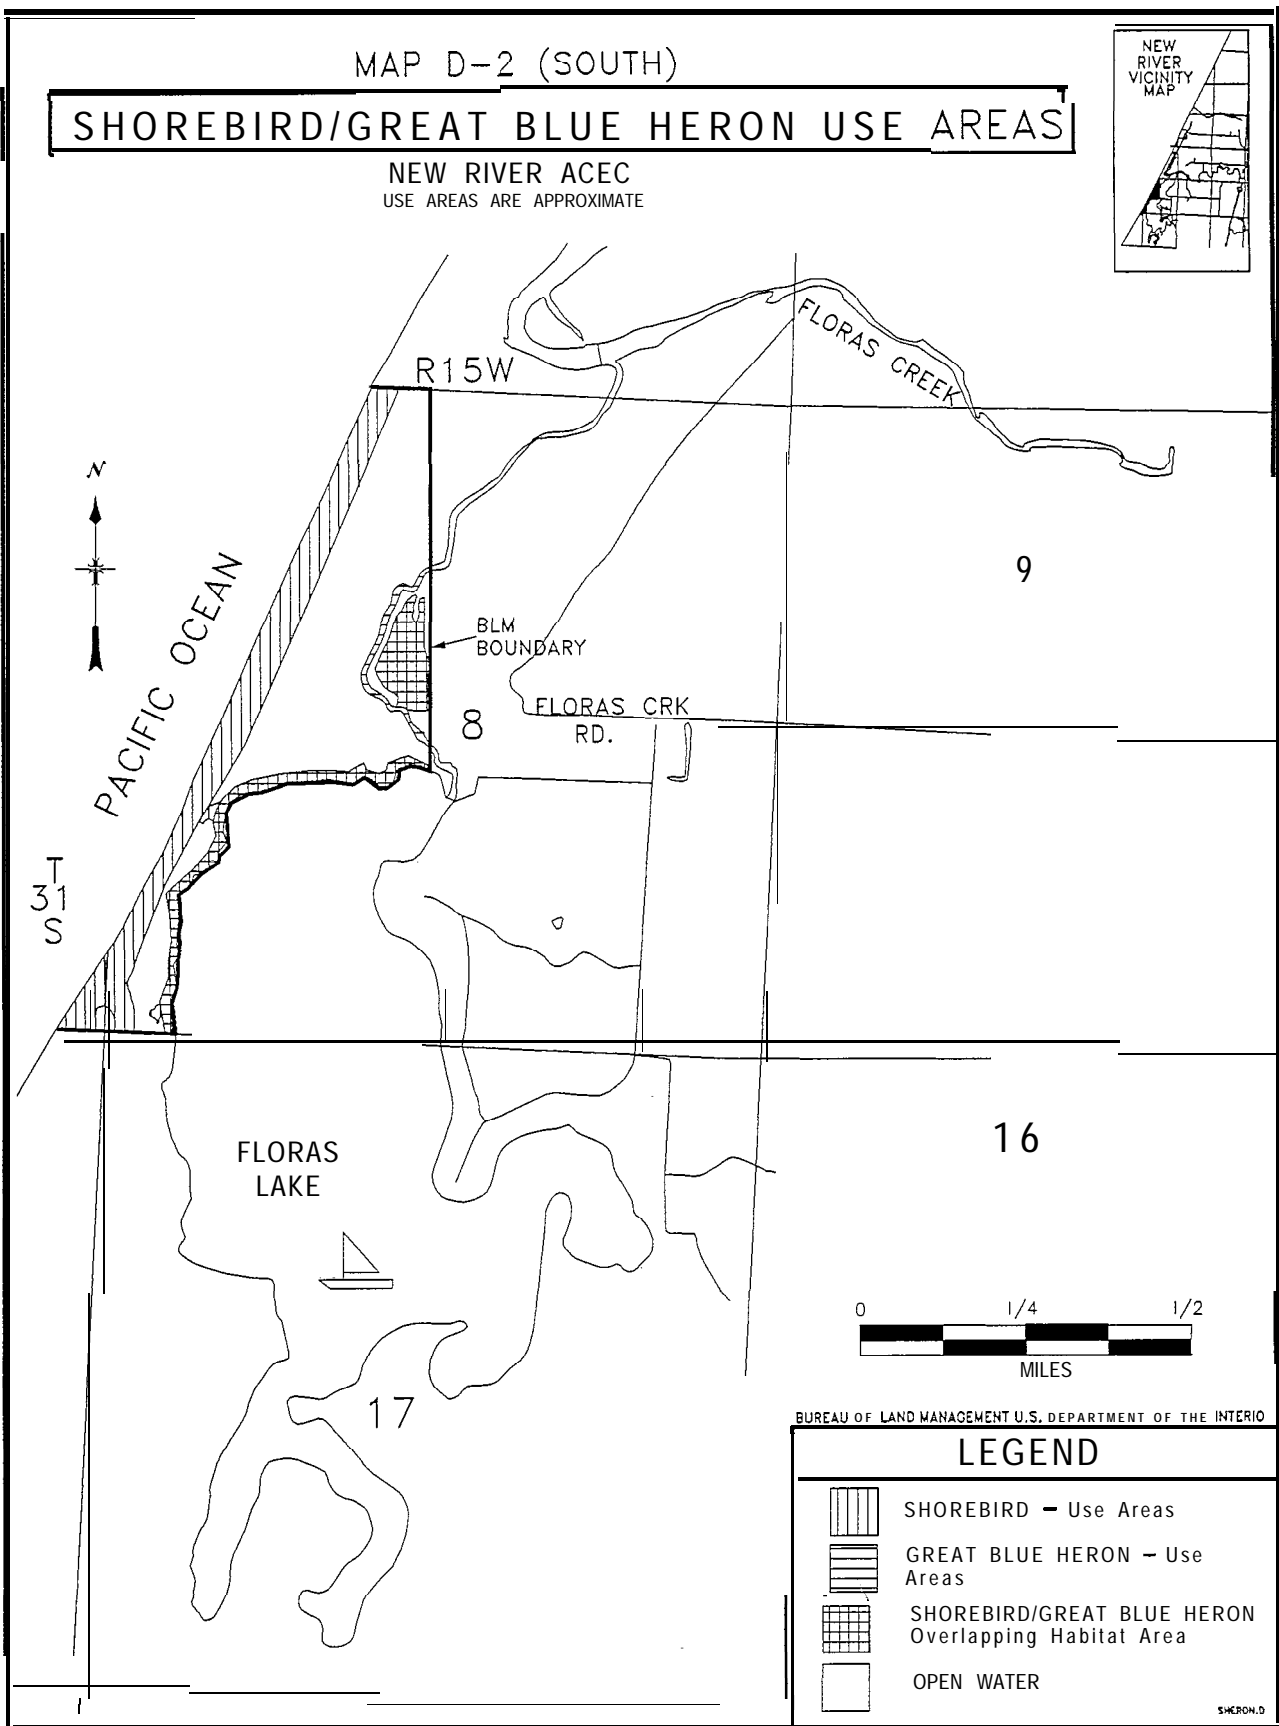 MAP D-2 (SOUTH)
SHOREBIRD/GREAT BLUE HERON USE AREAS
NEW RIVER ACEC
USE AREAS ARE APPROXIMATE
NEW
RIVER
VICINITY
MAP
FLORAS CREEK
R15W
N
PACIFIC OCEAN
9
BLM
BOUNDARY
8
FLORAS CRK
RD.
T
31
S
16
FLORAS
LAKE
0 1/4 1/2
MILES
17
BUREAU OF LAND MANAGEMENT U.S. DEPARTMENT OF THE INTERIO
LEGEND
SHOREBIRD – Use Areas
GREAT BLUE HERON – Use
Areas
SHOREBIRD/GREAT BLUE HERON
Overlapping Habitat Area
OPEN WATER
SHERON.D